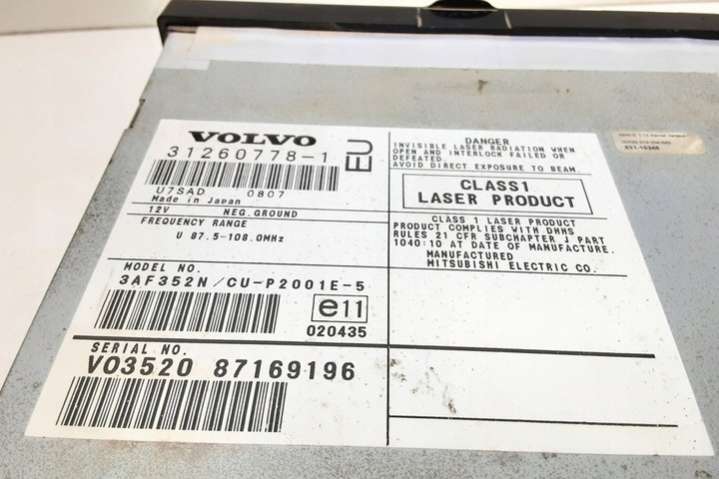 VOLVO
31260778-1
EU
U7SAD 0807
Made in Japan
12V NEG.GROUND
FREQUENCY RANGE
U 87.5-108.0MHz
MODEL NO.
3AF352N/CU-P2001E-5
e11
020435
SERIAL NO.
VO3520 87169196
DANGER
INVISIBLE LASER RADIATION WHEN
OPEN AND INTERLOCK FAILED OR
DEFEATED.
AVOID DIRECT EXPOSURE TO BEAM.
CLASS1
LASER PRODUCT
CLASS 1 LASER PRODUCT
PRODUCT COMPLIES WITH DHHS
RULES 21 CFR SUBCHAPTER J PART
1040:10 AT DATE OF MANUFACTURE.
MANUFACTURED
MITSUBISHI ELECTRIC CO.